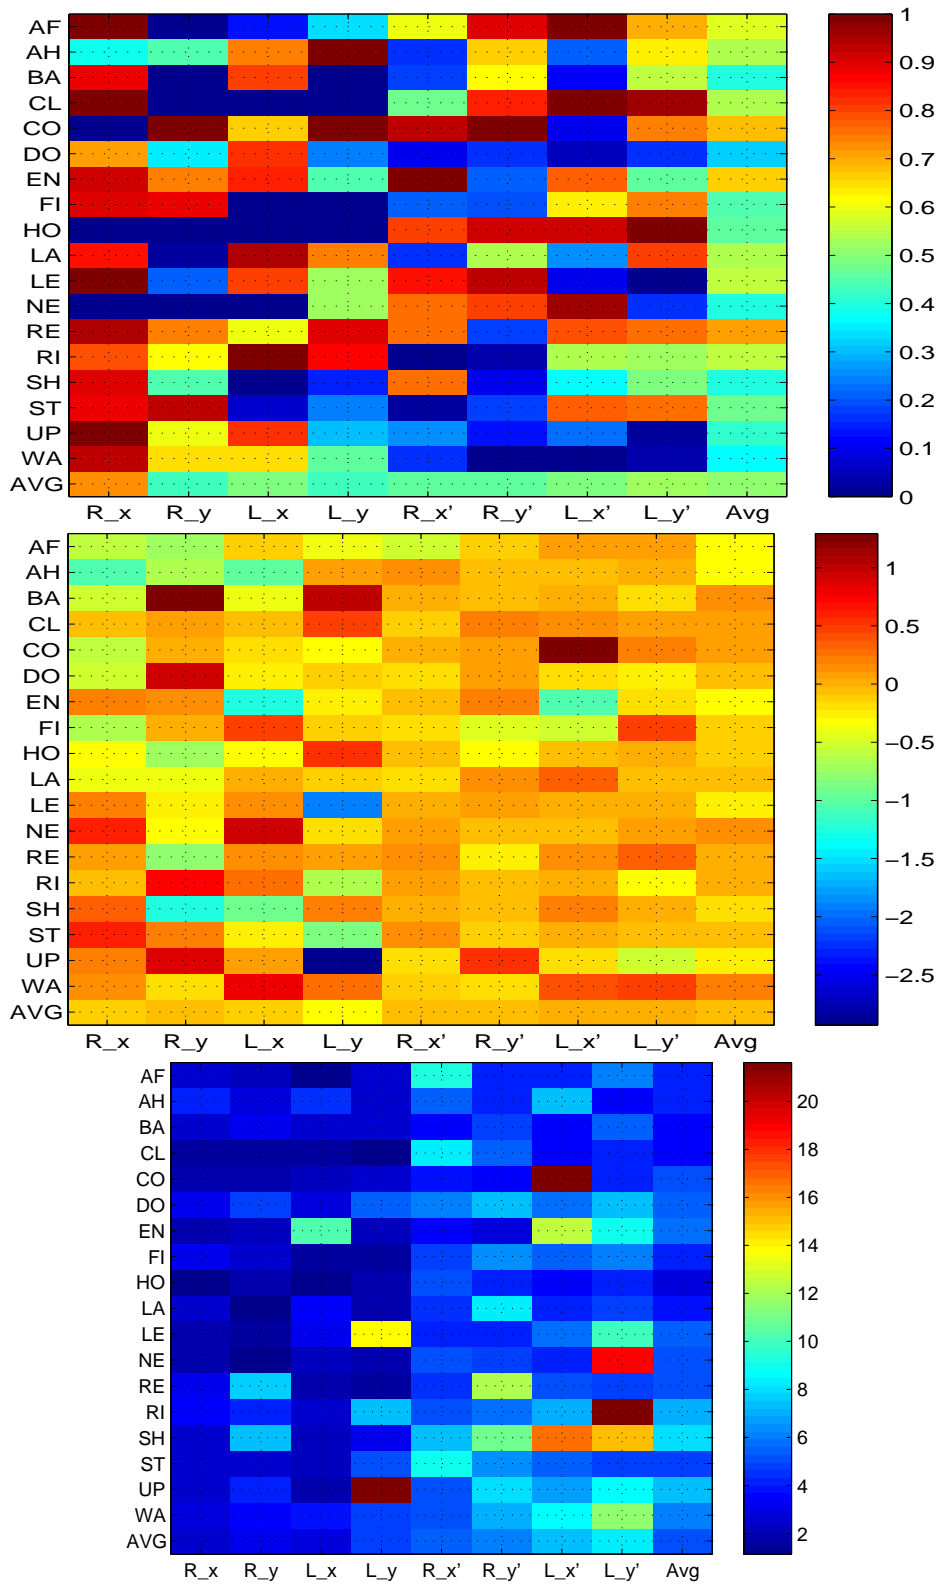 AF
AH
BA
CL
CO
DO
EN
FI
HO
LA
LE
NE
RE
RI
SH
ST
UP
WA
AVG
R_x R_y L_x L_y R_x’ R_y’ L_x’ L_y’ Avg
1
0.9
0.8
0.7
0.6
0.5
0.4
0.3
0.2
0.1
0
AF
AH
BA
CL
CO
DO
EN
FI
HO
LA
LE
NE
RE
RI
SH
ST
UP
WA
AVG
R_x R_y L_x L_y R_x’ R_y’ L_x’ L_y’ Avg
1
0.5
0
−0.5
−1
−1.5
−2
−2.5
AF
AH
BA
CL
CO
DO
EN
FI
HO
LA
LE
NE
RE
RI
SH
ST
UP
WA
AVG
R_x R_y L_x L_y R_x’ R_y’ L_x’ L_y’ Avg
20
18
16
14
12
10
8
6
4
2